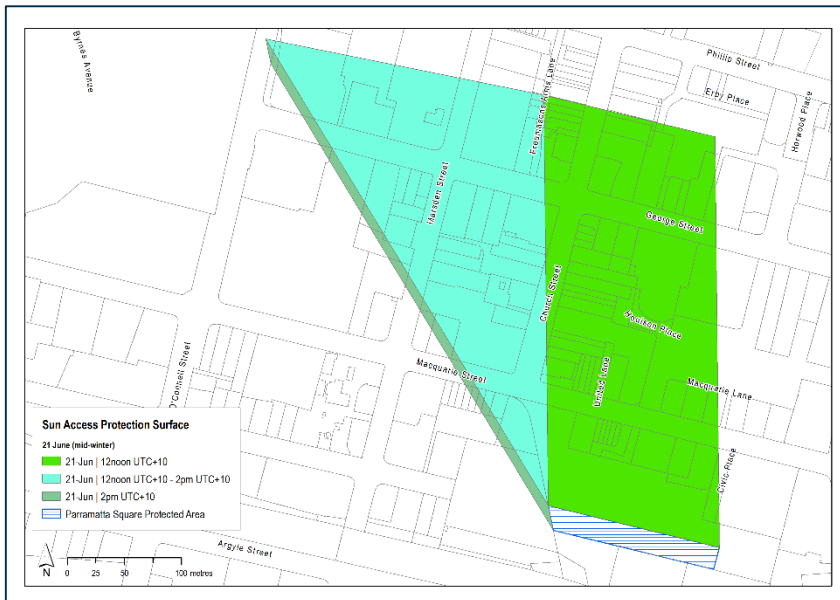 Byrnes Avenue
Phillip Street
Erby Place
Horwood Place
Freemasons Arms Lane
Marsden Street
George Street
Church Street
Houison Place
Macquarie Street
United Lane
Macquarie Lane
O'Connell Street
Civic Place
Argyle Street
Sun Access Protection Surface
21 June (mid-winter)
21-Jun | 12noon UTC+10
21-Jun | 12noon UTC+10 - 2pm UTC+10
21-Jun | 2pm UTC+10
Parramatta Square Protected Area
N
0 25 50 100 metres